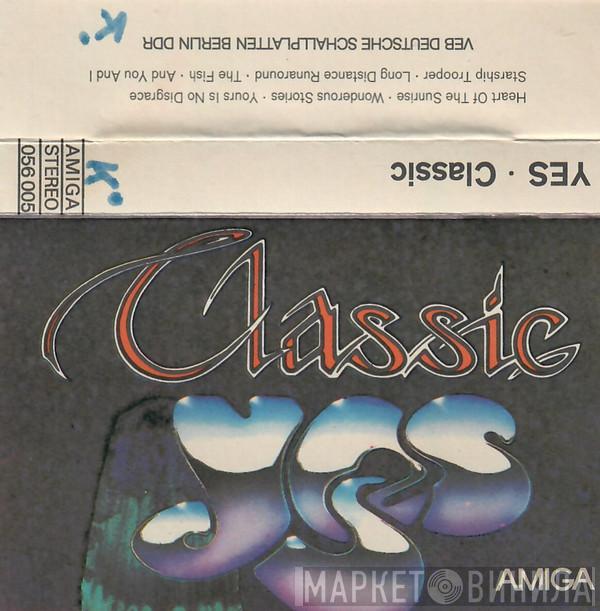 Heart Of The Sunrise · Wonderous Stories · Yours Is No Disgrace
Starship Trooper · Long Distance Runaround · The Fish · And You And I
VEB DEUTSCHE SCHALLPLATTEN BERLIN DDR
K°
YES · Classic
AMIGA
STEREO
056 005
K°
Classic
YES
AMIGA
МАРКЕТ ВИНИЛА